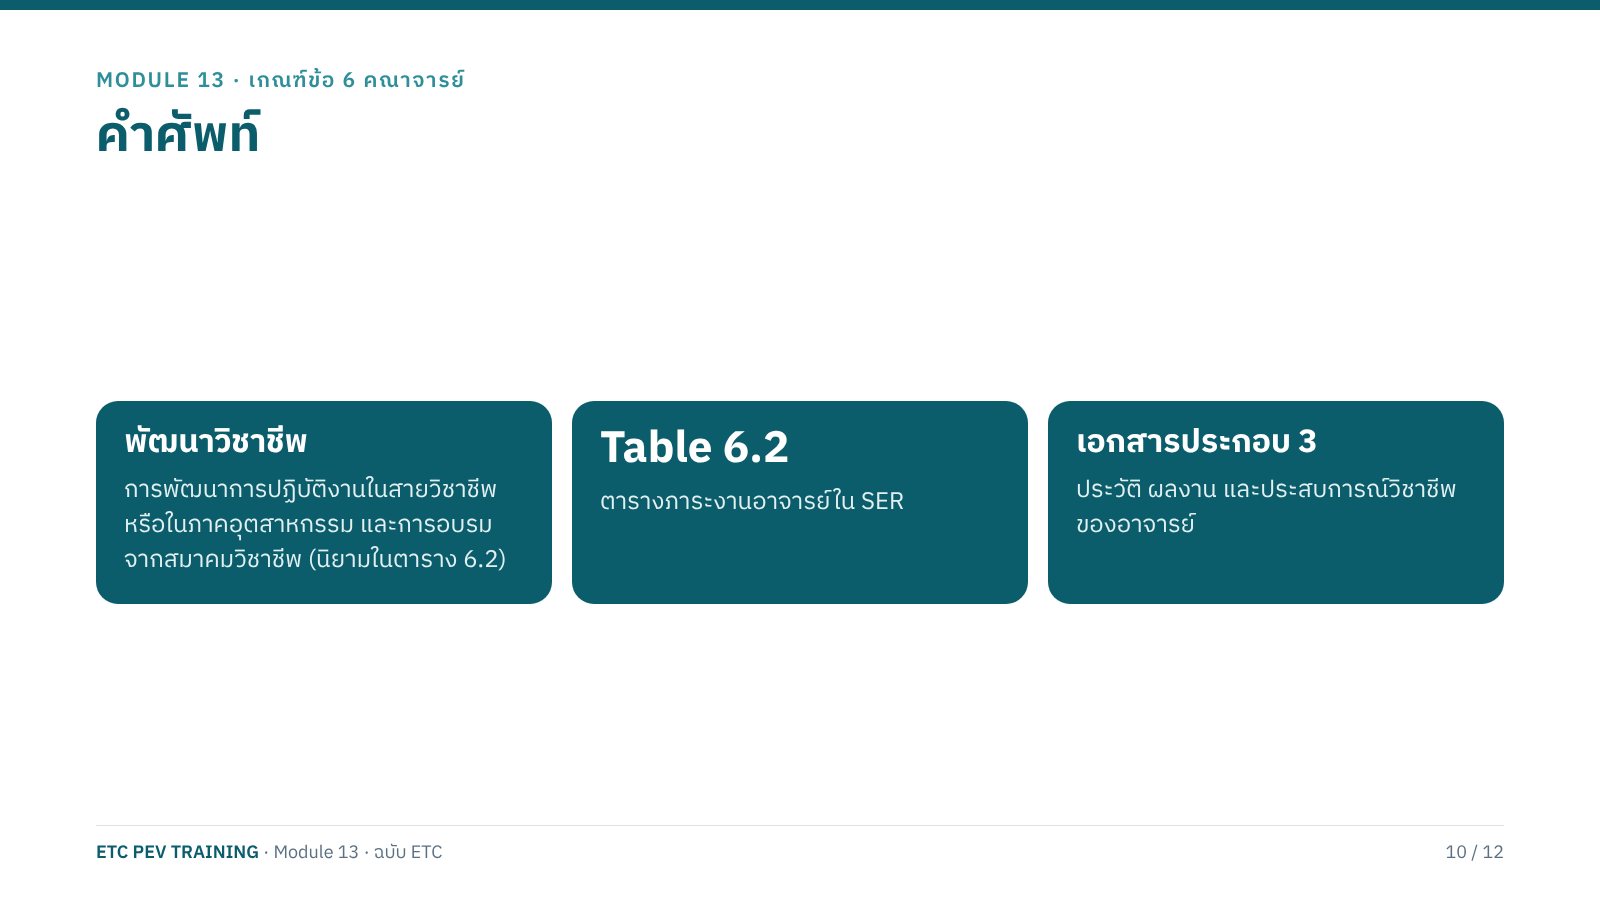 MODULE 13 · เกณฑ์ข้อ 6 คณาจารย์
คำศัพท์
พัฒนาวิชาชีพ
การพัฒนาการปฏิบัติงานในสายวิชาชีพ
หรือในภาคอุตสาหกรรม และการอบรม
จากสมาคมวิชาชีพ (นิยามในตาราง 6.2)
Table 6.2
ตารางภาระงานอาจารย์ใน SER
เอกสารประกอบ 3
ประวัติ ผลงาน และประสบการณ์วิชาชีพ
ของอาจารย์
ETC PEV TRAINING · Module 13 · ฉบับ ETC
10 / 12